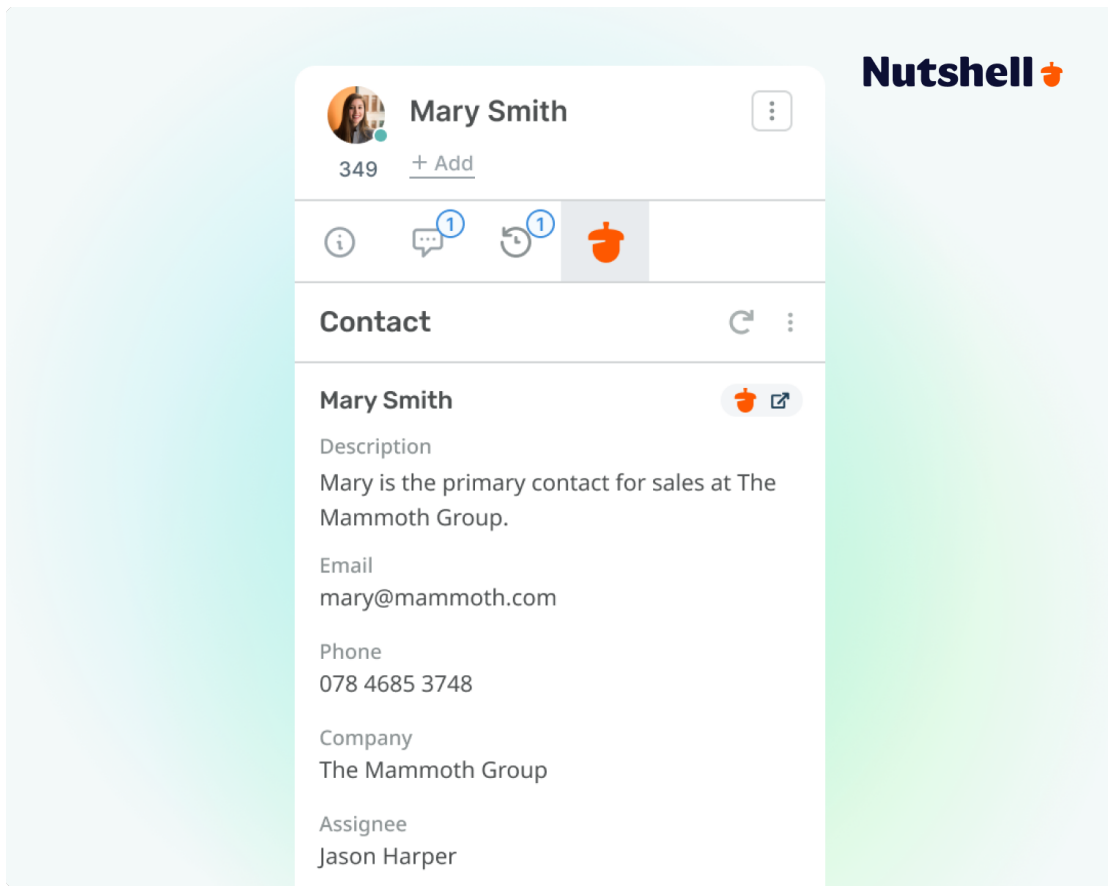 Nutshell
Mary Smith
349
+ Add
1
1
Contact
Mary Smith
Description
Mary is the primary contact for sales at The
Mammoth Group.
Email
mary@mammoth.com
Phone
078 4685 3748
Company
The Mammoth Group
Assignee
Jason Harper